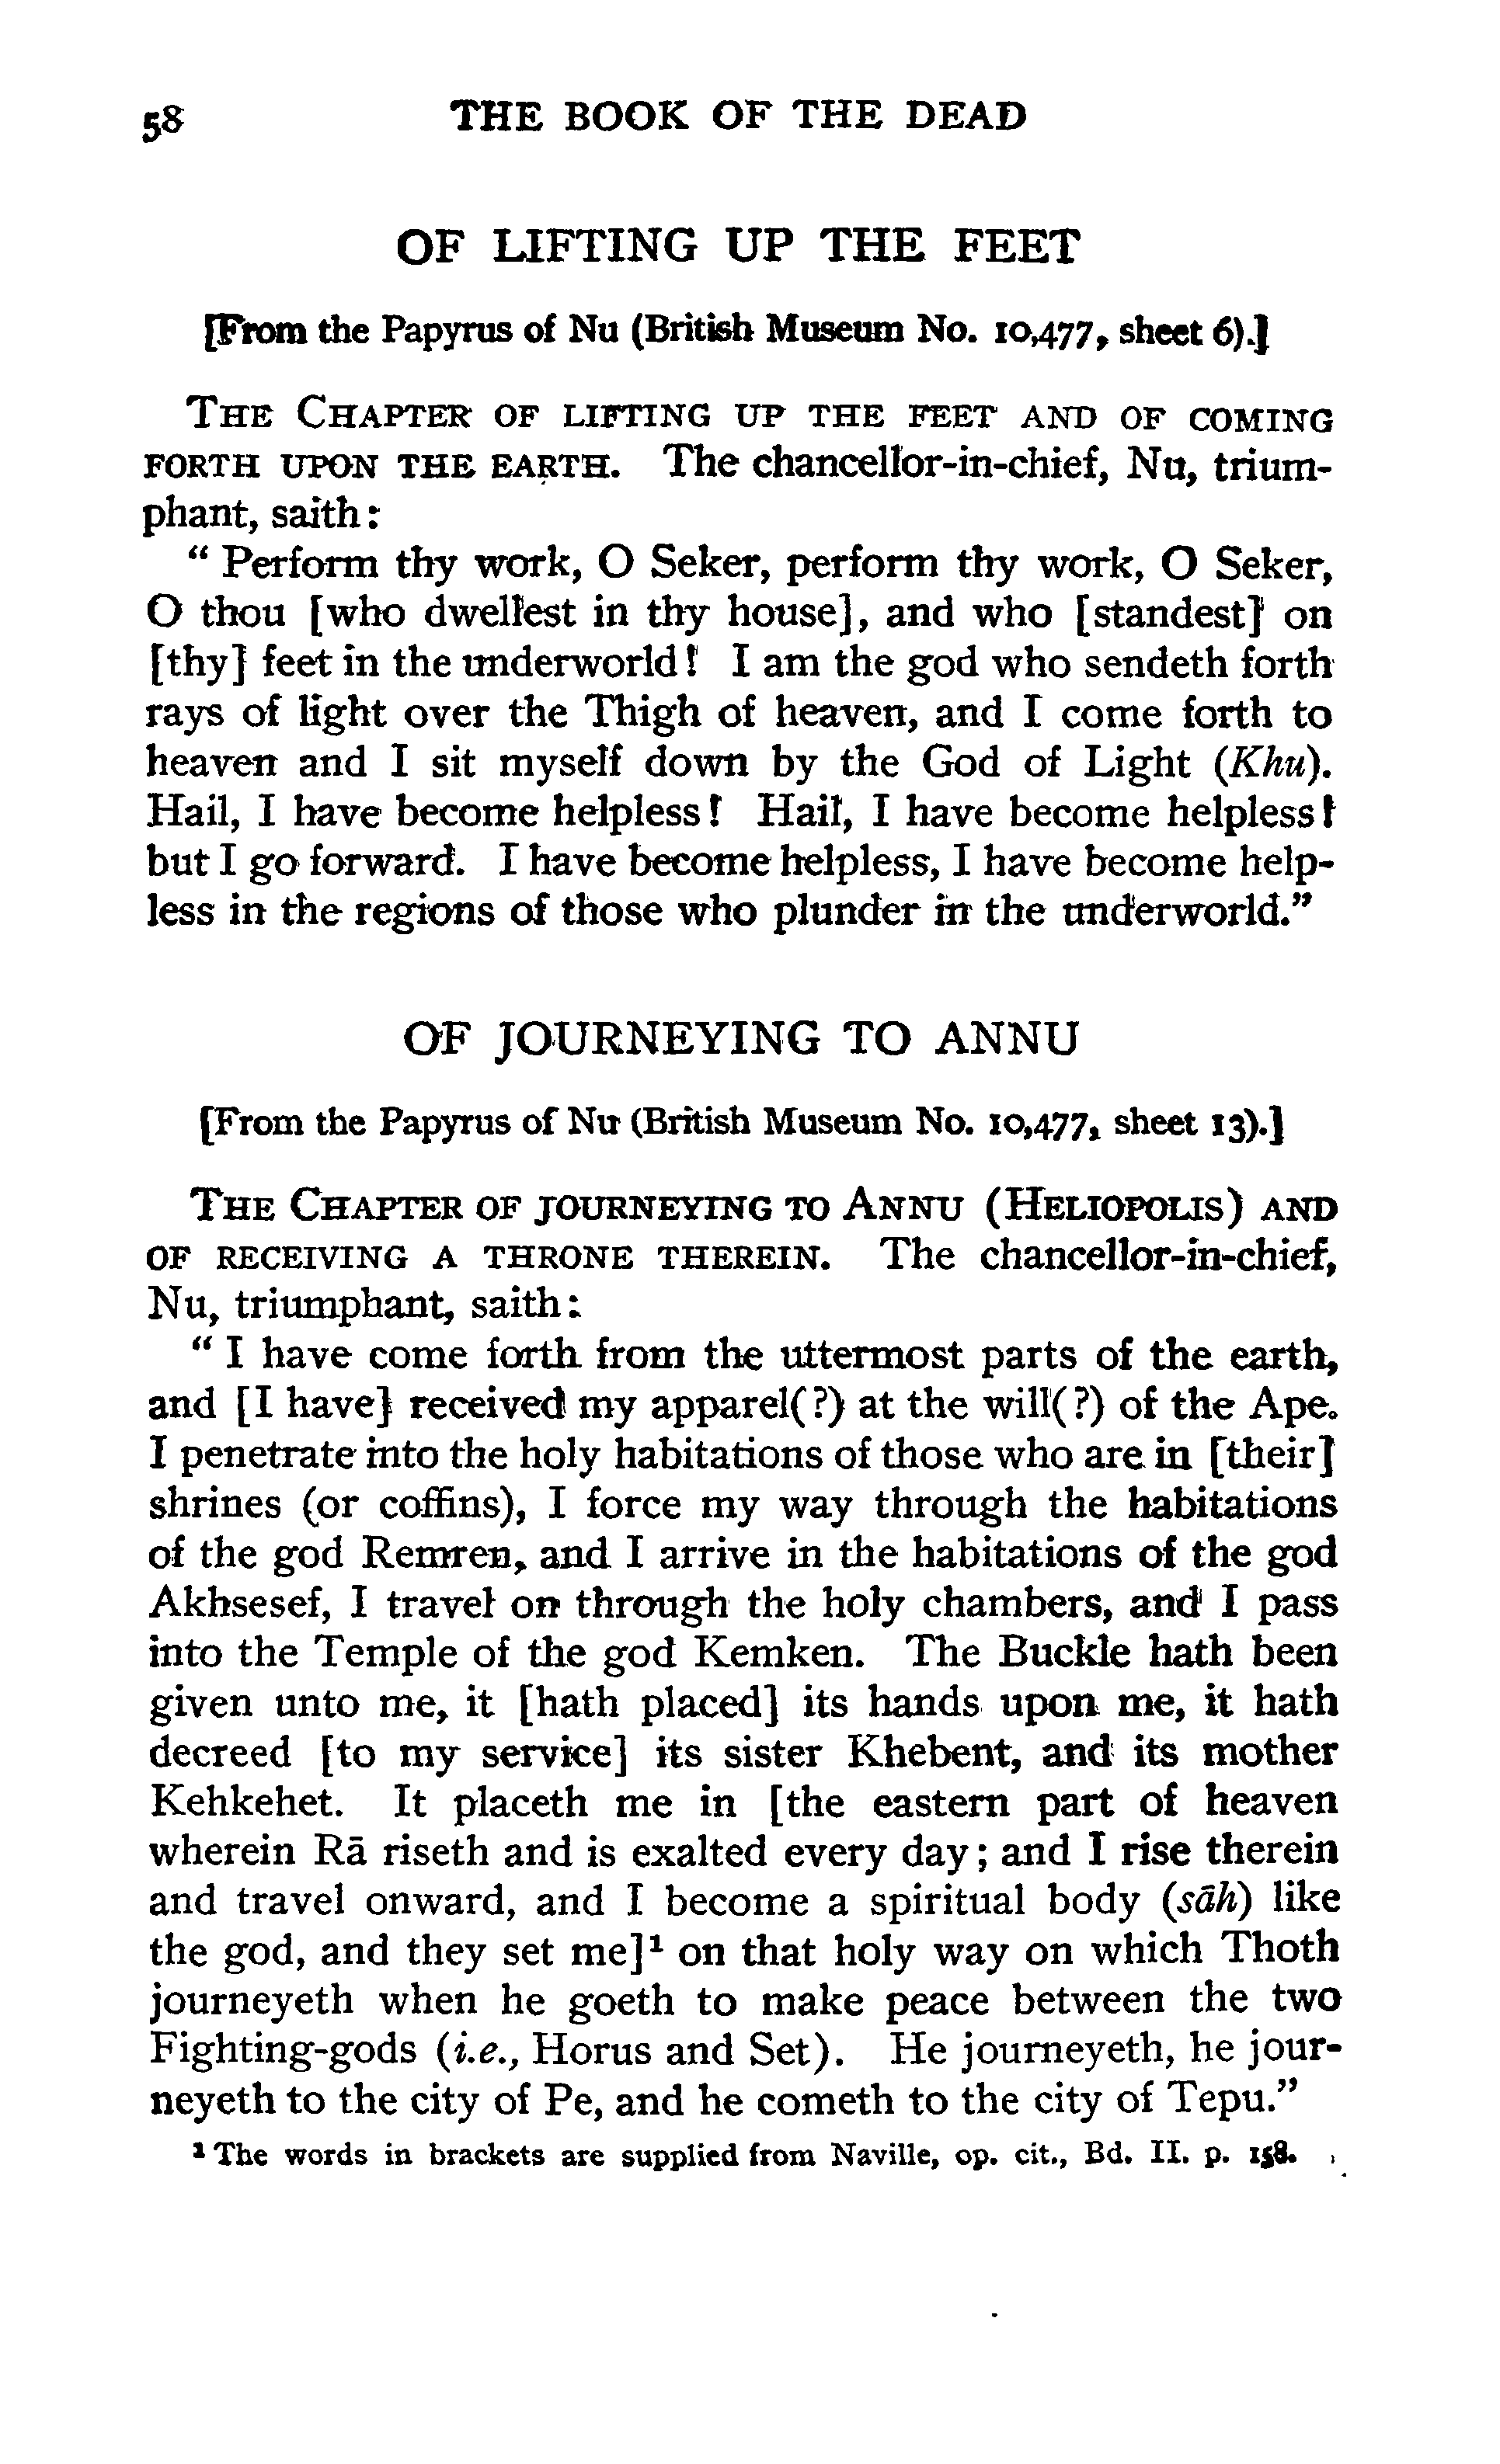 58 THE BOOK OF THE DEAD
OF LIFTING UP THE FEET
[From the Papyrus of Nu (British Museum No. 10,477, sheet 6).]
THE CHAPTER OF LIFTING UP THE FEET AND OF COMING
FORTH UPON THE EARTH. The chancellor-in-chief, Nu, trium-
phant, saith:
“ Perform thy work, O Seker, perform thy work, O Seker,
O thou [who dwellest in thy house], and who [standest] on
[thy] feet in the underworld! I am the god who sendeth forth
rays of light over the Thigh of heaven, and I come forth to
heaven and I sit myself down by the God of Light (Khu).
Hail, I have become helpless! Hail, I have become helpless!
but I go forward. I have become helpless, I have become help-
less in the regions of those who plunder in the underworld.”
OF JOURNEYING TO ANNU
[From the Papyrus of Nu (British Museum No. 10,477, sheet 13).]
THE CHAPTER OF JOURNEYING TO ANNU (HELIOPOLIS) AND
OF RECEIVING A THRONE THEREIN. The chancellor-in-chief,
Nu, triumphant, saith:
“ I have come forth from the uttermost parts of the earth,
and [I have] received my apparel(?) at the will(?) of the Ape.
I penetrate into the holy habitations of those who are in [their]
shrines (or coffins), I force my way through the habitations
of the god Remren, and I arrive in the habitations of the god
Akhsesef, I travel on through the holy chambers, and I pass
into the Temple of the god Kemken. The Buckle hath been
given unto me, it [hath placed] its hands upon me, it hath
decreed [to my service] its sister Khebent, and its mother
Kehkehet. It placeth me in [the eastern part of heaven
wherein Rā riseth and is exalted every day; and I rise therein
and travel onward, and I become a spiritual body (sāh) like
the god, and they set me]¹ on that holy way on which Thoth
journeyeth when he goeth to make peace between the two
Fighting-gods (i.e., Horus and Set). He journeyeth, he jour-
neyeth to the city of Pe, and he cometh to the city of Tepu.”
¹ The words in brackets are supplied from Naville, op. cit., Bd. II. p. 158.